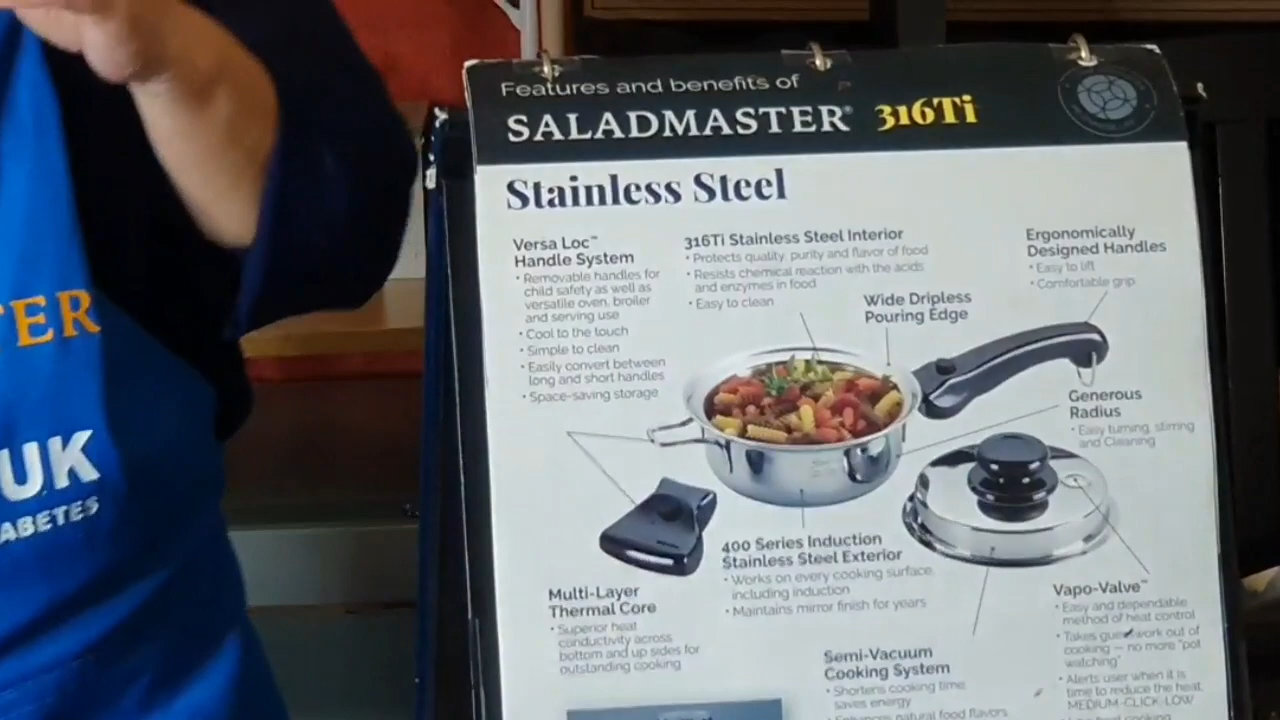 Features and benefits of
SALADMASTER® 316Ti
Stainless Steel
Versa Loc™
Handle System
• Removable handles for
child safety as well as
versatile oven, broiler
and serving use
• Cool to the touch
• Simple to clean
• Easily convert between
long and short handles
• Space-saving storage
316Ti Stainless Steel Interior
• Protects quality, purity and flavor of food
• Resists chemical reaction with the acids
and enzymes in food
• Easy to clean
Wide Dripless
Pouring Edge
Ergonomically
Designed Handles
• Easy to lift
• Comfortable grip
Generous
Radius
• Easy turning, stirring
and Cleaning
400 Series Induction
Stainless Steel Exterior
• Works on every cooking surface,
including induction
• Maintains mirror finish for years
Multi-Layer
Thermal Core
• Superior heat
conductivity across
bottom and up sides for
outstanding cooking
Semi-Vacuum
Cooking System
• Shortens cooking time,
saves energy
• Enhances natural food flavors
Vapo-Valve™
• Easy and dependable
method of heat control
• Takes guesswork out of
cooking — no more "pot
watching"
• Alerts user when it is
time to reduce the heat,
MEDIUM-CLICK-LOW
cooking
TER
UK
ABETES